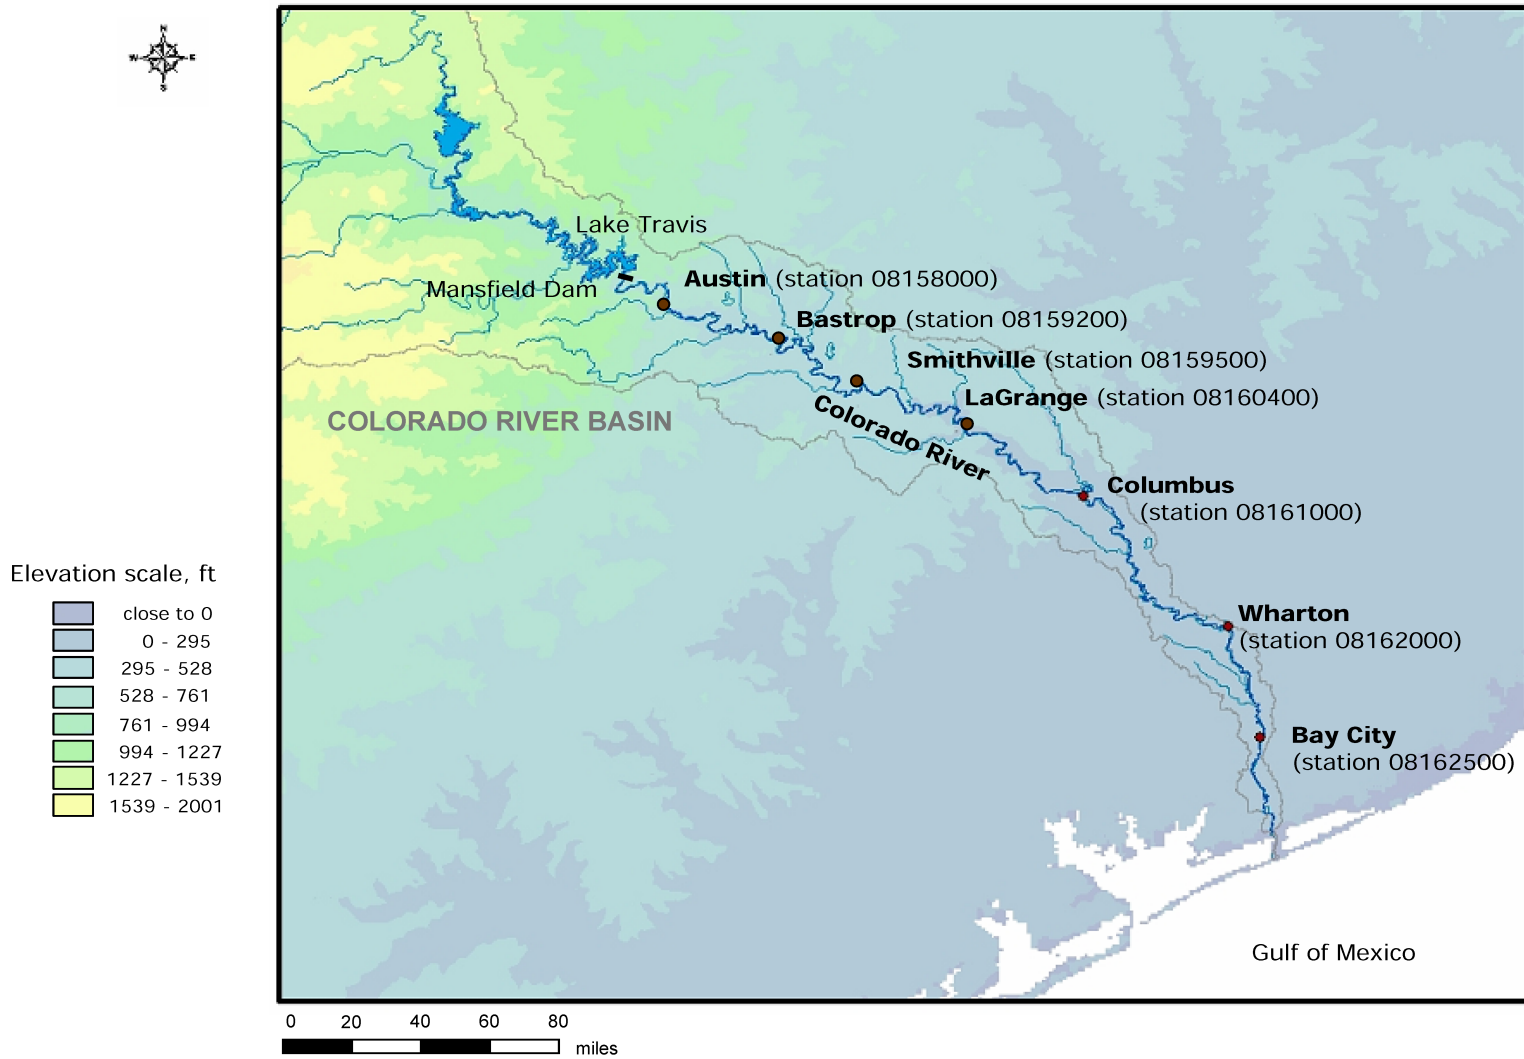 N
W E
S
Lake Travis
Mansfield Dam
Austin (station 08158000)
Bastrop (station 08159200)
Smithville (station 08159500)
LaGrange (station 08160400)
Colorado River
COLORADO RIVER BASIN
Columbus
(station 08161000)
Wharton
(station 08162000)
Bay City
(station 08162500)
Gulf of Mexico
Elevation scale, ft
close to 0
0 - 295
295 - 528
528 - 761
761 - 994
994 - 1227
1227 - 1539
1539 - 2001
0 20 40 60 80
miles